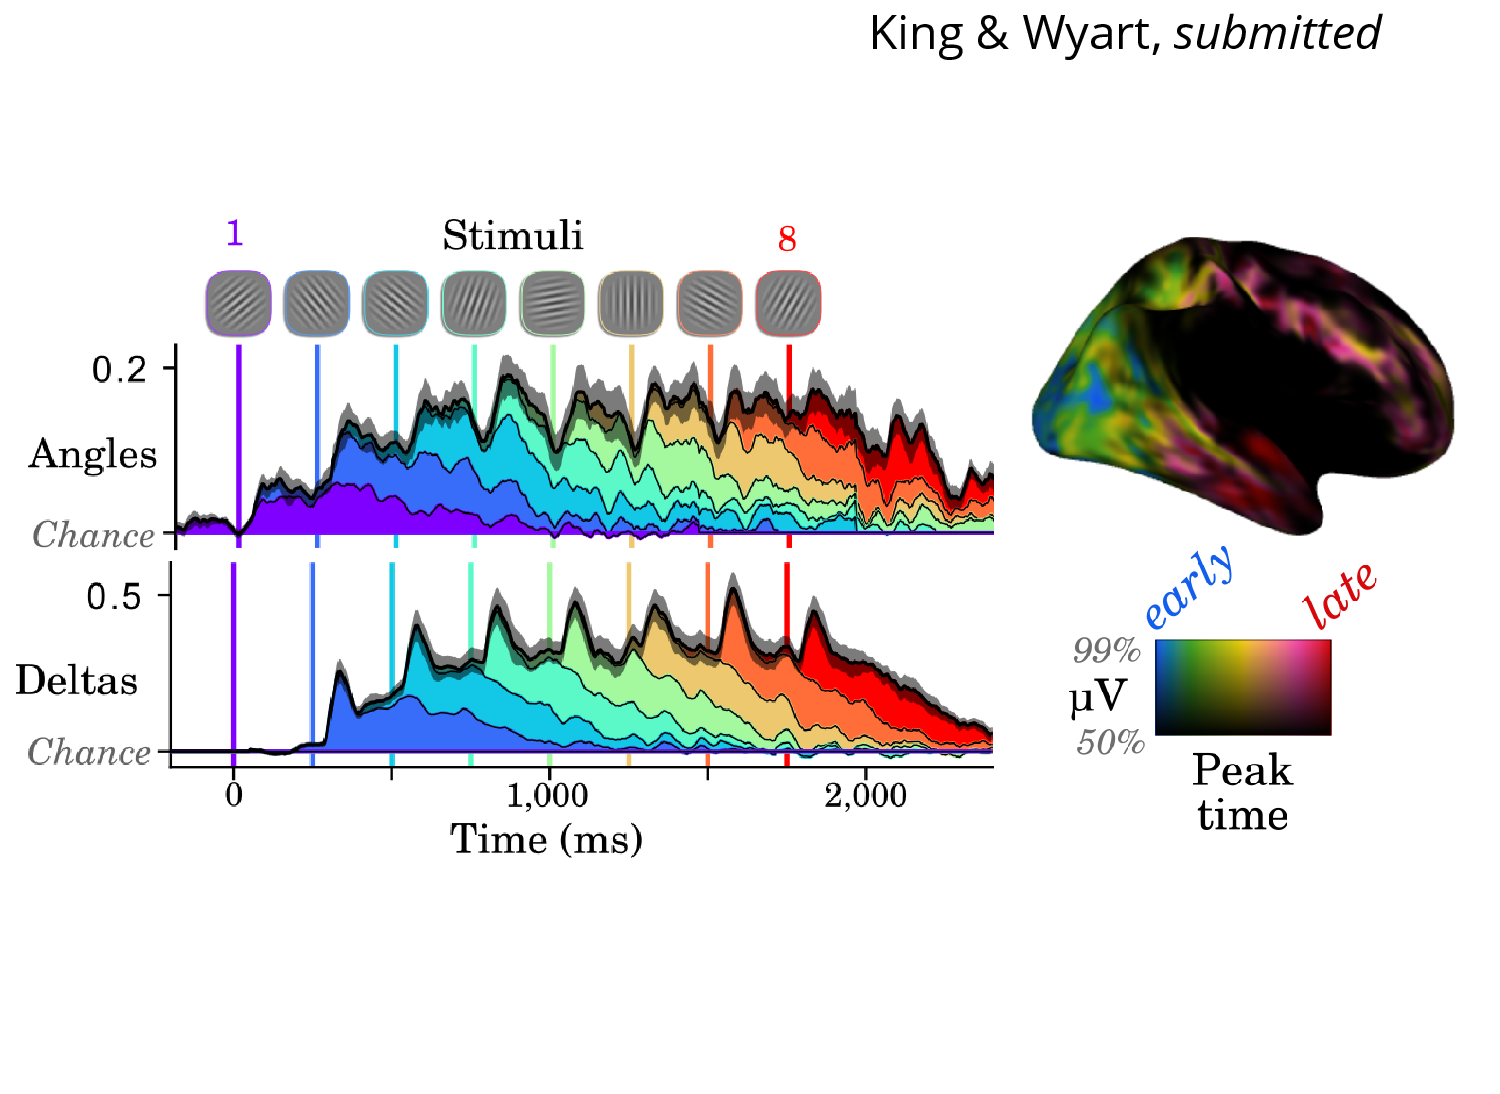 King & Wyart, submitted
1 Stimuli 8
0.2
Angles
Chance
0.5
Deltas
Chance
0 1,000 2,000
Time (ms)
early late
99%
μV
50%
Peak
time